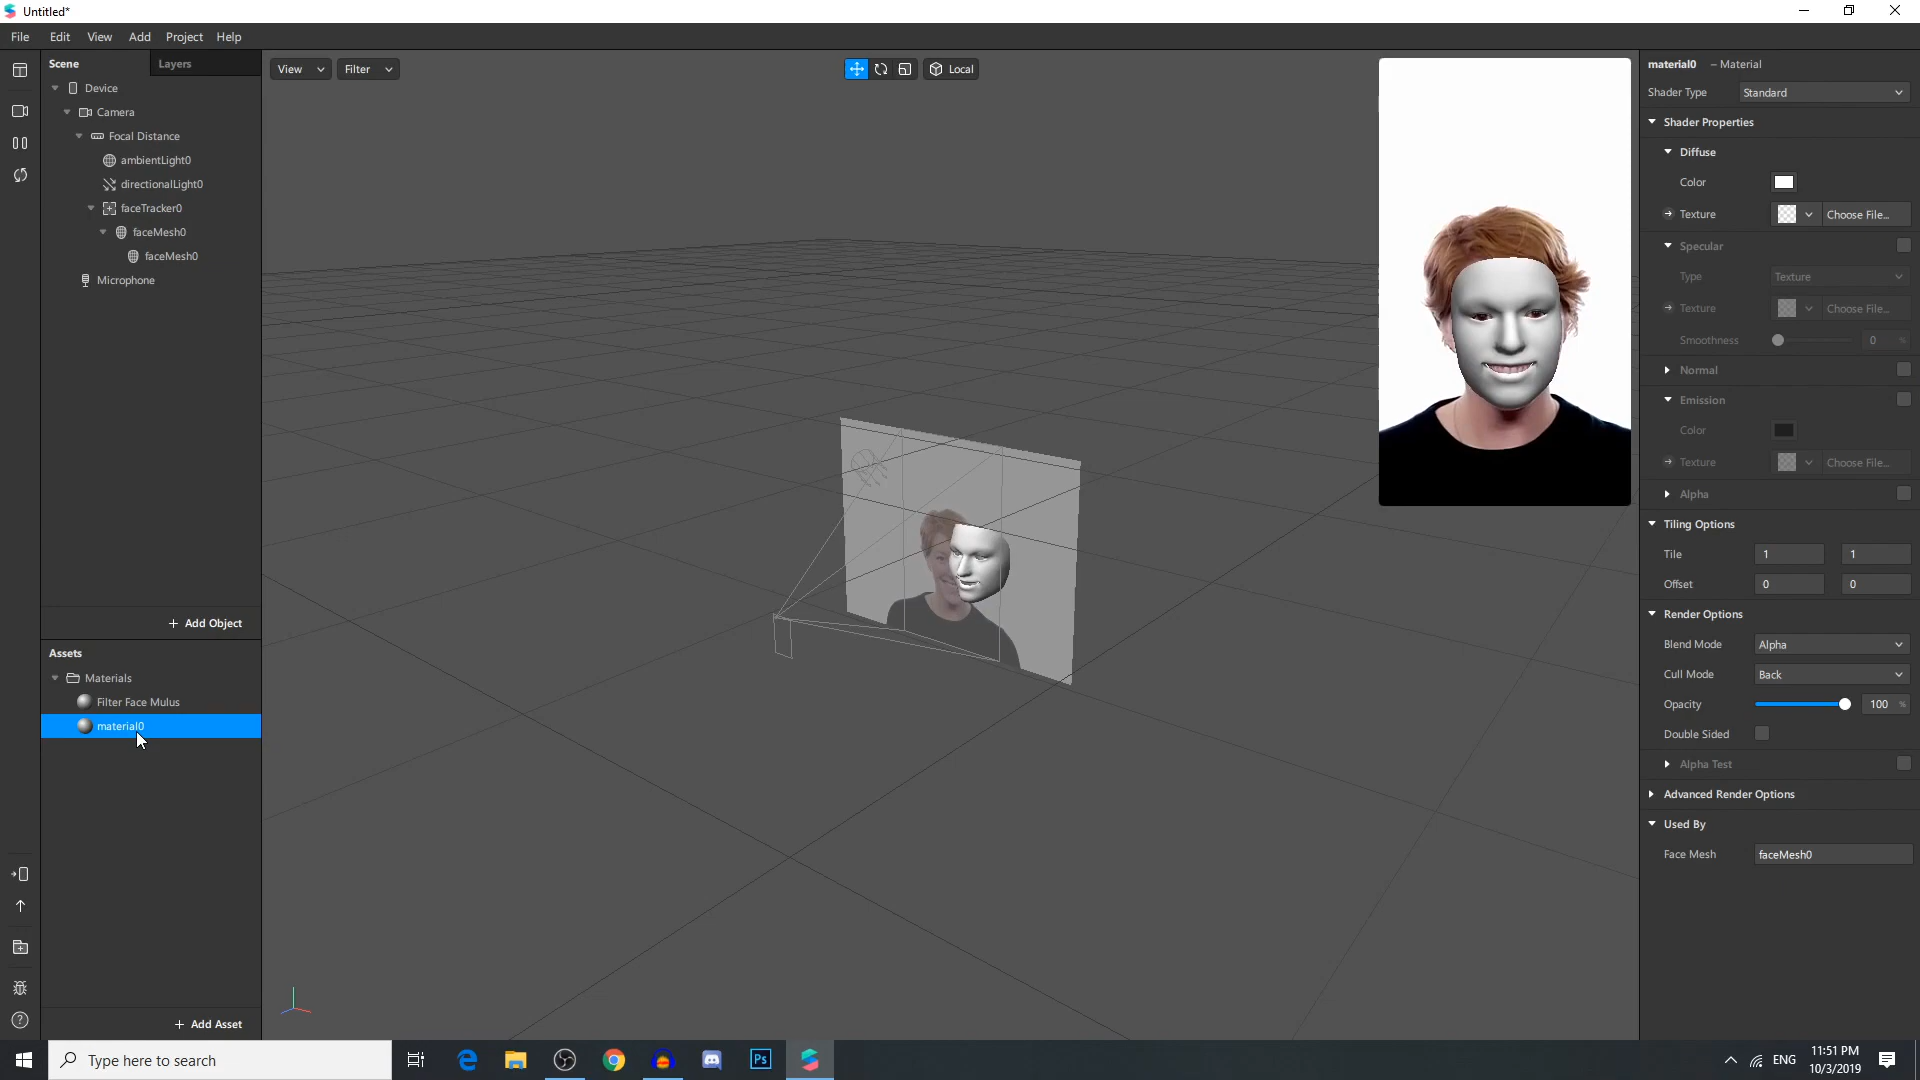 Untitled*
File Edit View Add Project Help
Scene Layers
View Filter Local
Device
Camera
Focal Distance
ambientLight0
directionalLight0
faceTracker0
faceMesh0
faceMesh0
Microphone
+ Add Object
Assets
Materials
Filter Face Mulus
material0
+ Add Asset
material0 – Material
Shader Type Standard
Shader Properties
Diffuse
Color
Texture Choose File...
Specular
Type Texture
Texture Choose File...
Smoothness 0 %
Normal
Emission
Color
Texture Choose File...
Alpha
Tiling Options
Tile 1 1
Offset 0 0
Render Options
Blend Mode Alpha
Cull Mode Back
Opacity 100 %
Double Sided
Alpha Test
Advanced Render Options
Used By
Face Mesh faceMesh0
Type here to search
Ps
ENG
11:51 PM
10/3/2019